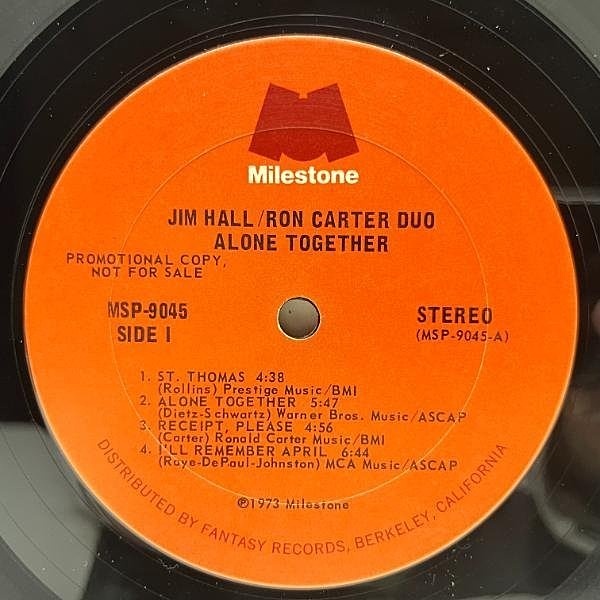 Milestone
JIM HALL/RON CARTER DUO
ALONE TOGETHER
PROMOTIONAL COPY,
NOT FOR SALE
MSP-9045
SIDE I
STEREO
(MSP-9045-A)
1. ST. THOMAS 4:38
(Rollins) Prestige Music/BMI
2. ALONE TOGETHER 5:47
(Dietz-Schwartz) Warner Bros. Music/ASCAP
3. RECEIPT, PLEASE 4:56
(Carter) Ronald Carter Music/BMI
4. I'LL REMEMBER APRIL 6:44
(Raye-DePaul-Johnston) MCA Music/ASCAP
℗1973 Milestone
DISTRIBUTED BY FANTASY RECORDS, BERKELEY, CALIFORNIA